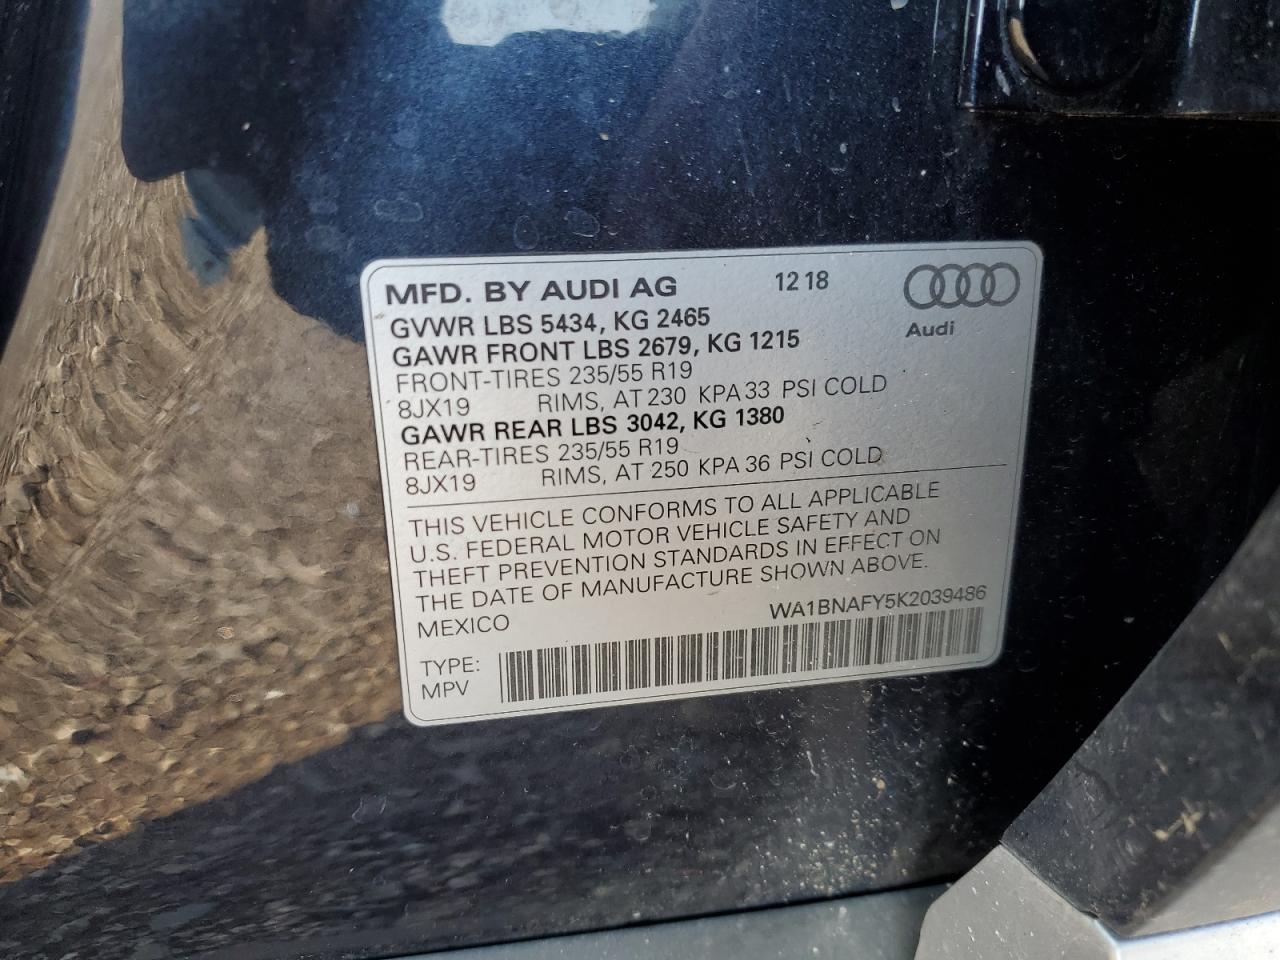 MFD. BY AUDI AG 12 18
Audi
GVWR LBS 5434, KG 2465
GAWR FRONT LBS 2679, KG 1215
FRONT-TIRES 235/55 R19
8JX19 RIMS, AT 230 KPA 33 PSI COLD
GAWR REAR LBS 3042, KG 1380
REAR-TIRES 235/55 R19
8JX19 RIMS, AT 250 KPA 36 PSI COLD
THIS VEHICLE CONFORMS TO ALL APPLICABLE
U.S. FEDERAL MOTOR VEHICLE SAFETY AND
THEFT PREVENTION STANDARDS IN EFFECT ON
THE DATE OF MANUFACTURE SHOWN ABOVE.
MEXICO WA1BNAFY5K2039486
TYPE:
MPV